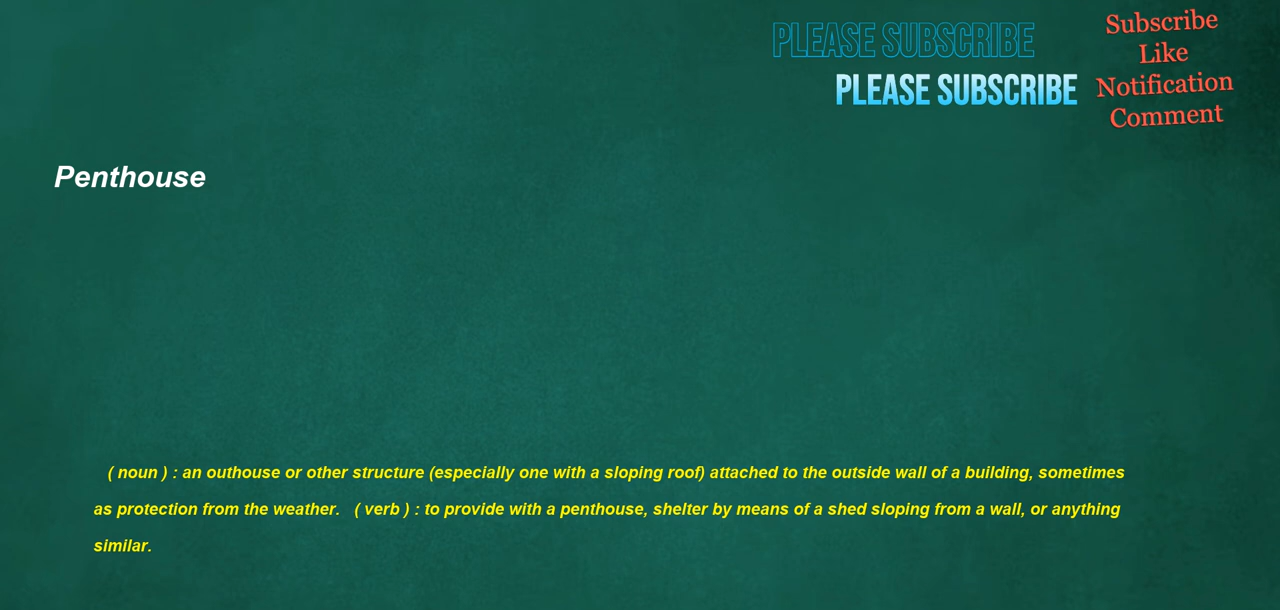 PLEASE SUBSCRIBE
PLEASE SUBSCRIBE
Subscribe
Like
Notification
Comment
Penthouse
( noun ) : an outhouse or other structure (especially one with a sloping roof) attached to the outside wall of a building, sometimes
as protection from the weather. ( verb ) : to provide with a penthouse, shelter by means of a shed sloping from a wall, or anything
similar.